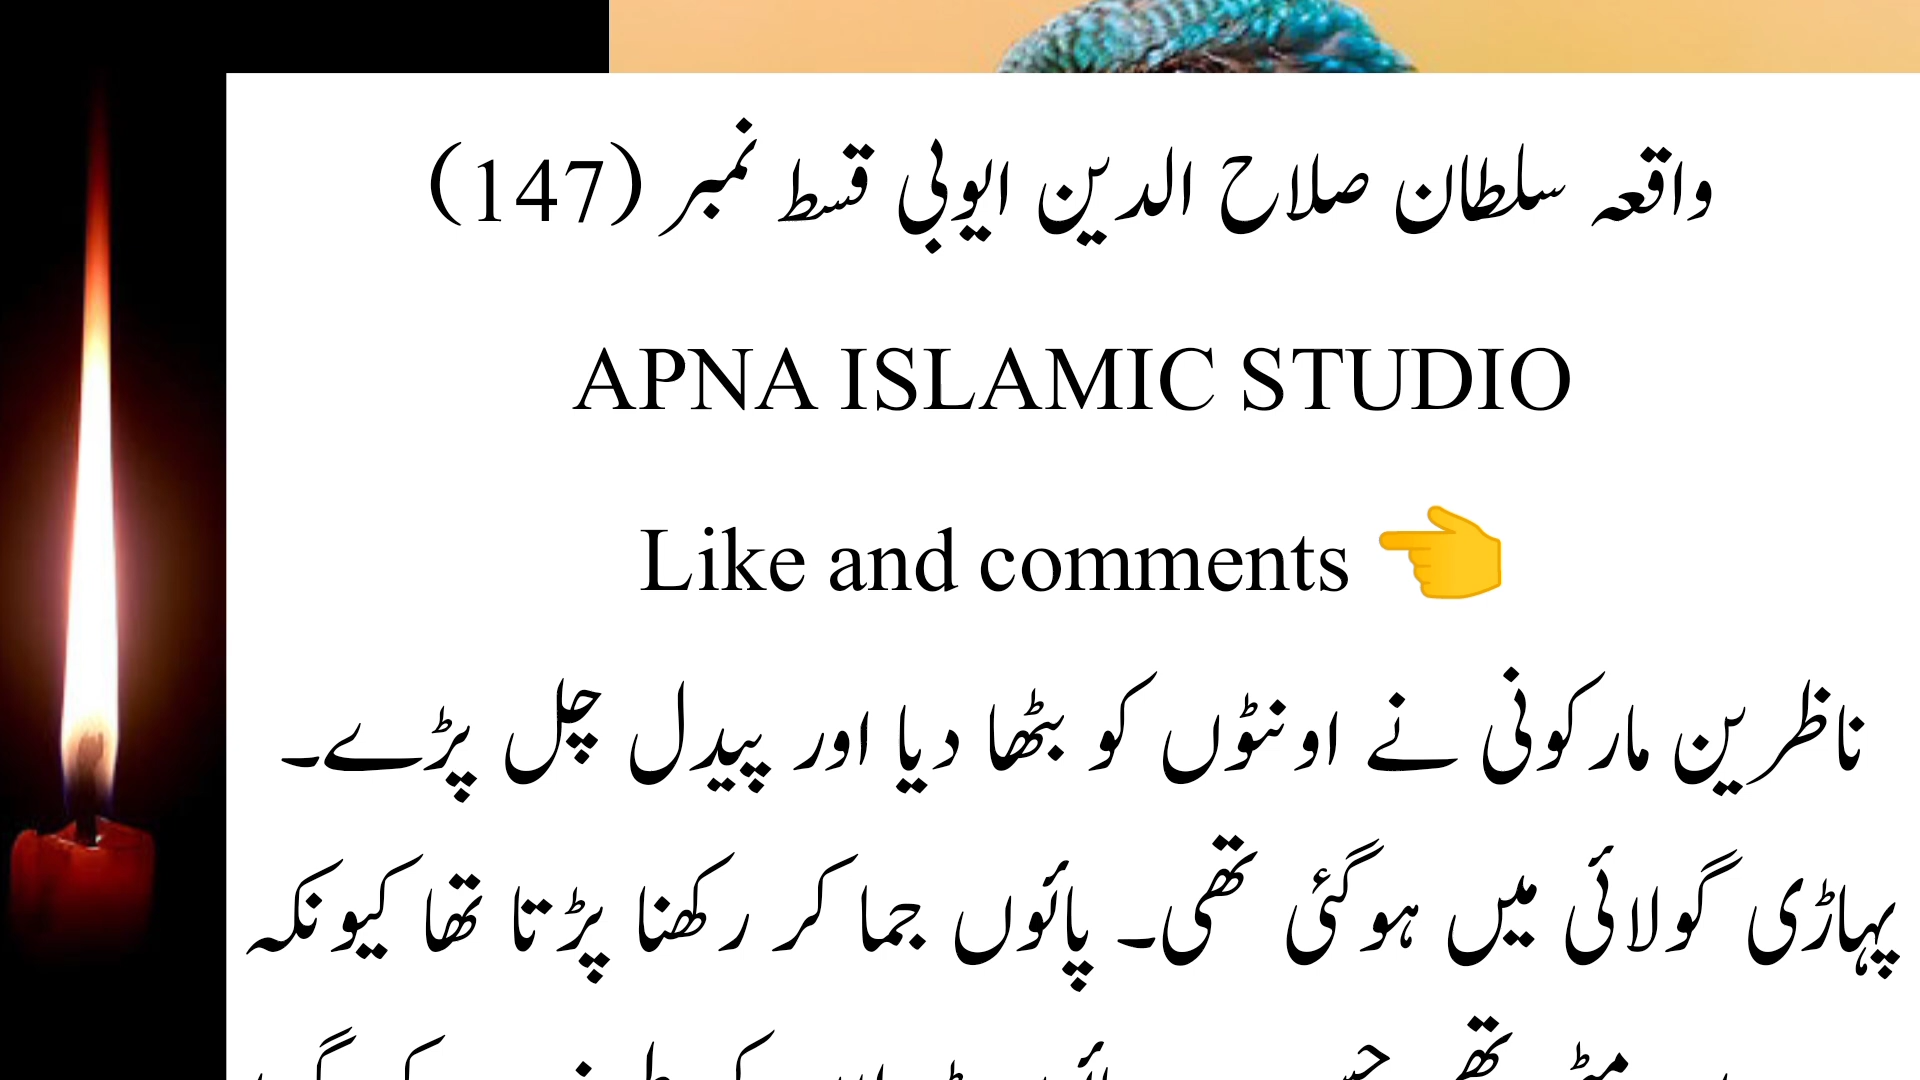 واقعہ سلطان صلاح الدین ایوبی قسط نمبر (147)
APNA ISLAMIC STUDIO
Like and comments 👈
ناظرین مارکونی نے اونٹوں کو بٹھا دیا اور پیدل چل پڑے۔
پہاڑی گولائی میں ہوگئی تھی۔ پائوں جما کر رکھنا پڑتا تھا کیونکہ